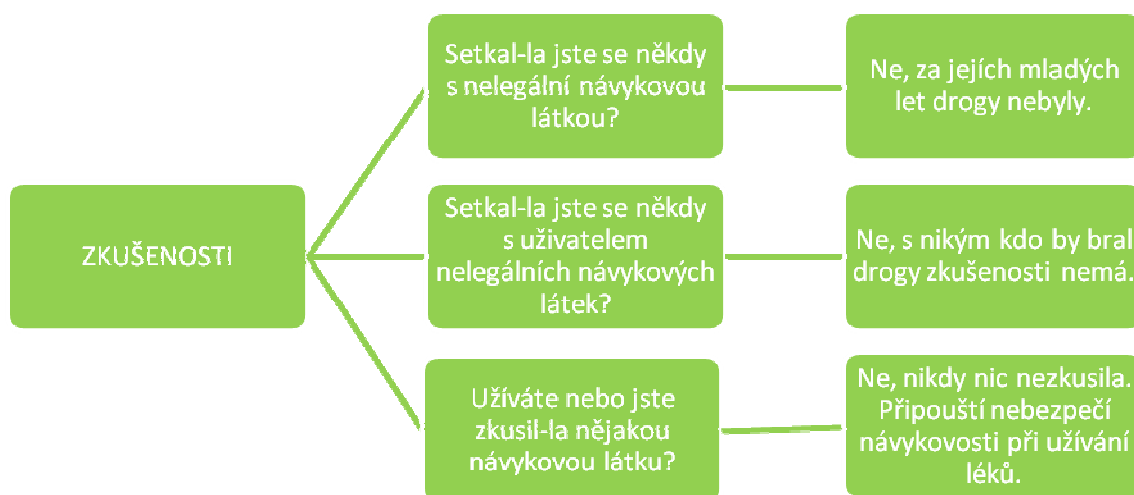 ZKUŠENOSTI
Setkal-la jste se někdy
s nelegální návykovou
látkou?
Ne, za jejích mladých
let drogy nebyly.
Setkal-la jste se někdy
s uživatelem
nelegálních návykových
látek?
Ne, s nikým kdo by bral
drogy zkušenosti nemá.
Užíváte nebo jste
zkusil-la nějakou
návykovou látku?
Ne, nikdy nic nezkusila.
Připouští nebezpečí
návykovosti při užívání
léků.